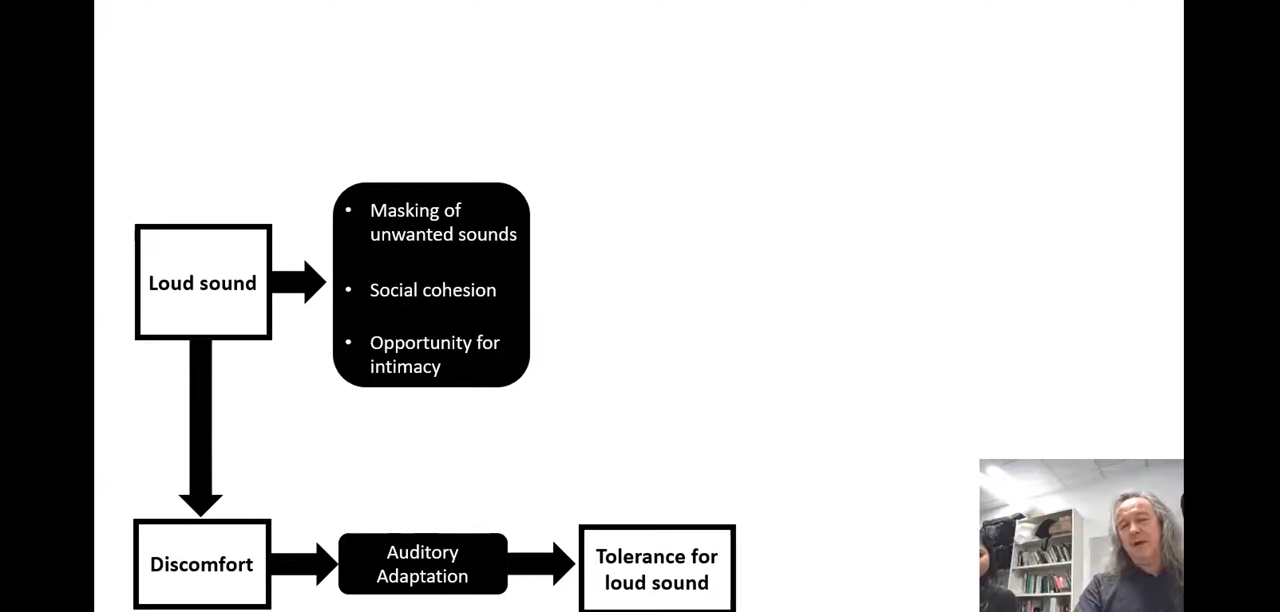 Masking of
unwanted sounds
Loud sound
Social cohesion
Opportunity for
intimacy
Discomfort
Auditory
Adaptation
Tolerance for
loud sound